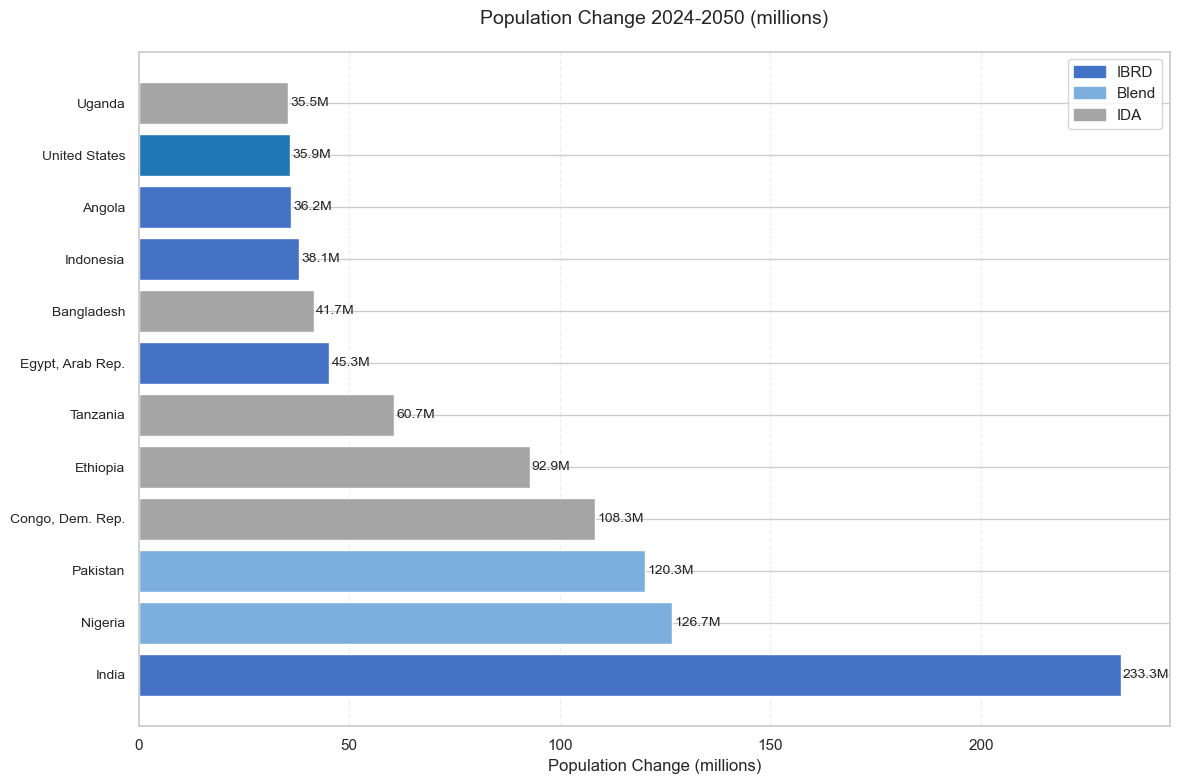 Population Change 2024-2050 (millions)
IBRD
Blend
IDA
Uganda 35.5M
United States 35.9M
Angola 36.2M
Indonesia 38.1M
Bangladesh 41.7M
Egypt, Arab Rep. 45.3M
Tanzania 60.7M
Ethiopia 92.9M
Congo, Dem. Rep. 108.3M
Pakistan 120.3M
Nigeria 126.7M
India 233.3M
0 50 100 150 200
Population Change (millions)